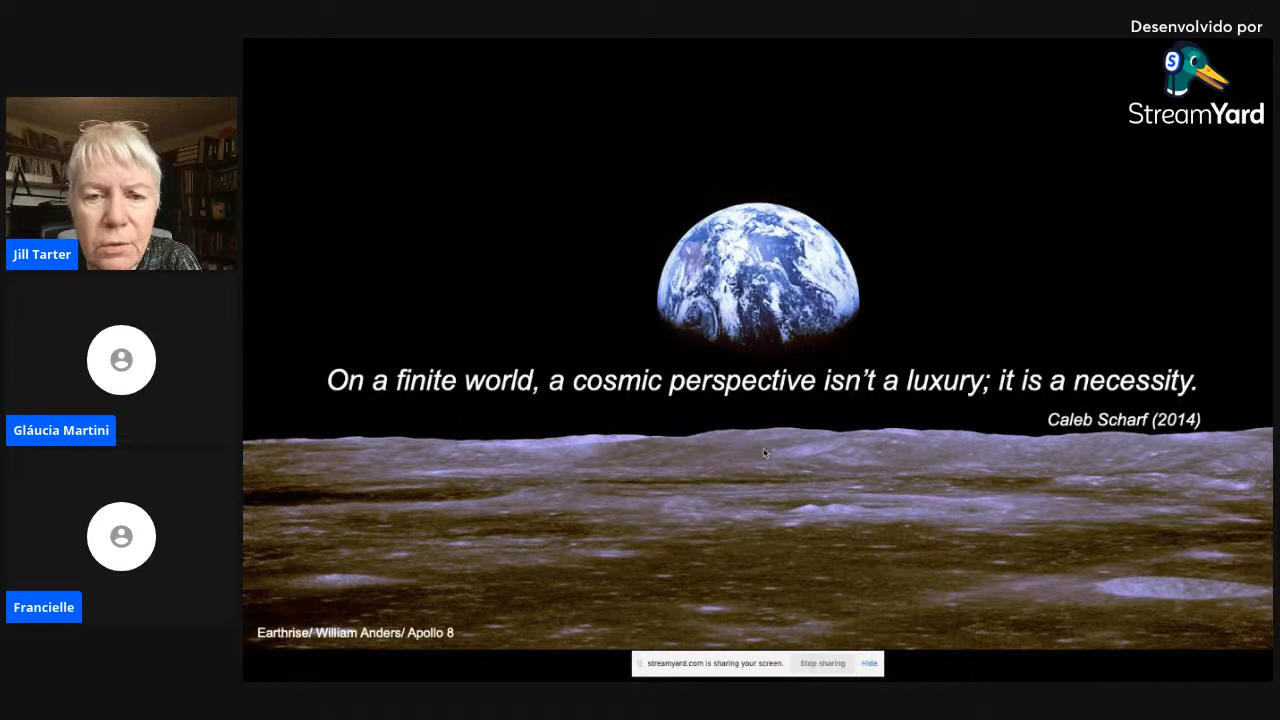 Desenvolvido por
StreamYard
Jill Tarter
Gláucia Martini
Francielle
On a finite world, a cosmic perspective isn't a luxury; it is a necessity.
Caleb Scharf (2014)
Earthrise/ William Anders/ Apollo 8
streamyard.com is sharing your screen. Stop sharing Hide